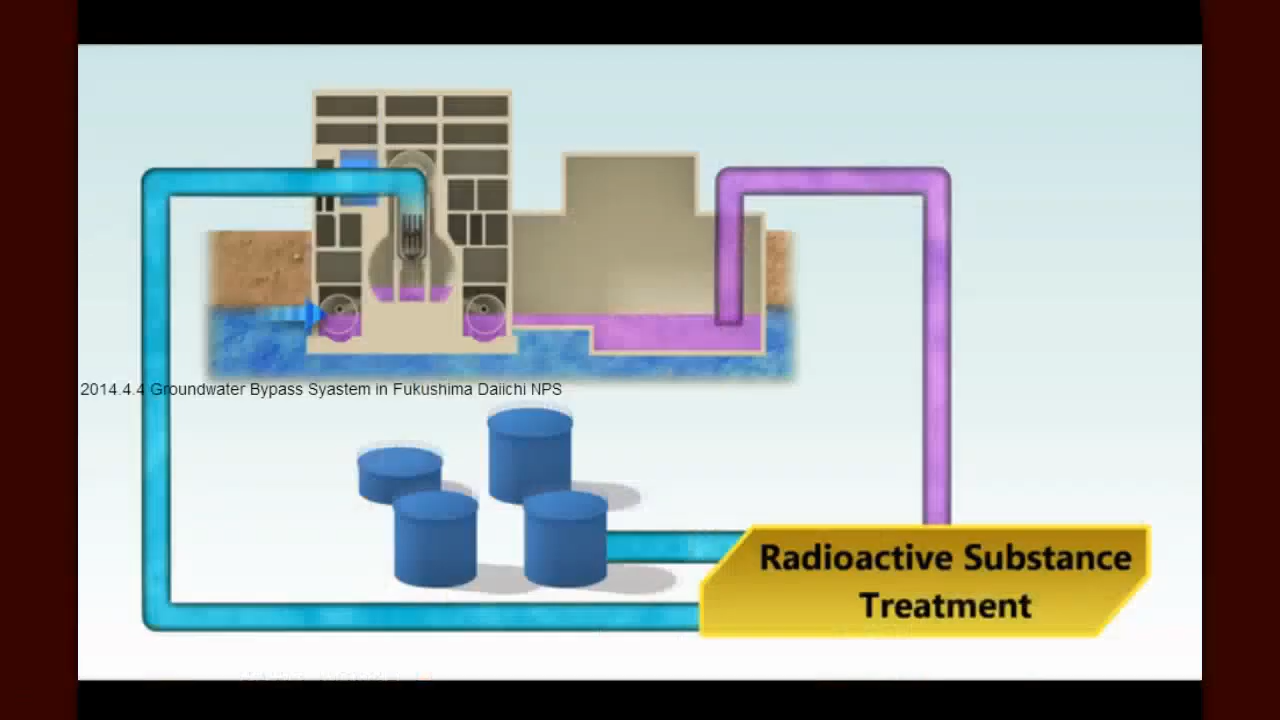 2014.4.4 Groundwater Bypass Syastem in Fukushima Daiichi NPS
Radioactive Substance
Treatment